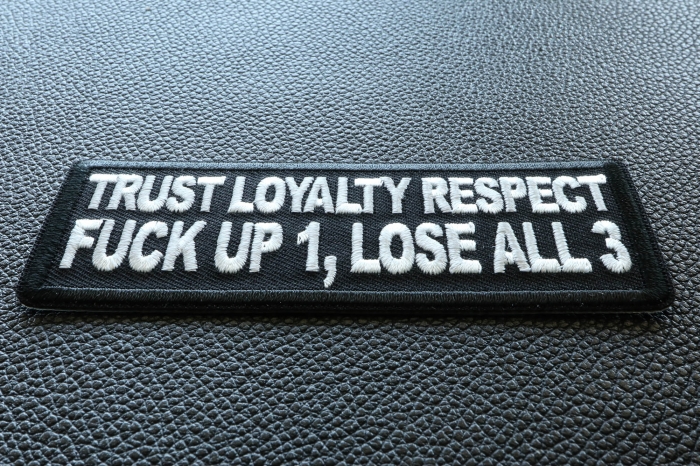 TRUST LOYALTY RESPECT
FUCK UP 1, LOSE ALL 3